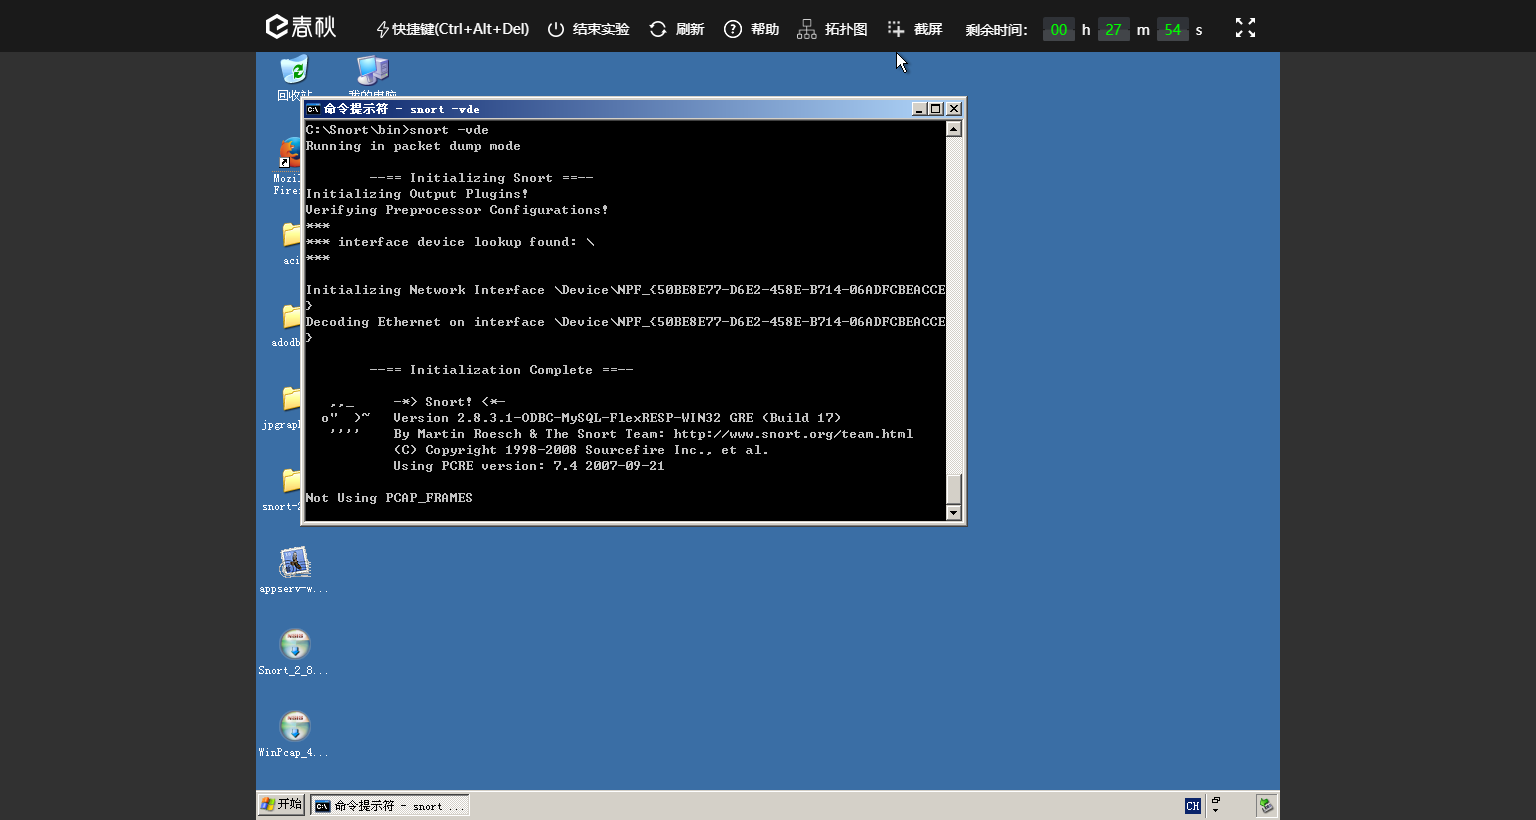 春秋
快捷键(Ctrl+Alt+Del)
结束实验
刷新
帮助
拓扑图
截屏
剩余时间: 00 h 27 m 54 s
回收站
我的电脑
命令提示符 - snort -vde
C:\Snort\bin>snort -vde
Running in packet dump mode
--== Initializing Snort ==--
Initializing Output Plugins!
Verifying Preprocessor Configurations!
***
*** interface device lookup found: \
***
Initializing Network Interface \Device\NPF_{50BE8E77-D6E2-458E-B714-06ADFCBEACCE
}
Decoding Ethernet on interface \Device\NPF_{50BE8E77-D6E2-458E-B714-06ADFCBEACCE
}
--== Initialization Complete ==--
,,_     -*> Snort! <*-
o"  )~   Version 2.8.3.1-ODBC-MySQL-FlexRESP-WIN32 GRE (Build 17)
''''    By Martin Roesch & The Snort Team: http://www.snort.org/team.html
(C) Copyright 1998-2008 Sourcefire Inc., et al.
Using PCRE version: 7.4 2007-09-21
Not Using PCAP_FRAMES
Mozil
Fire
aci
adodb
jpgrap
snort-2
appserv-w...
Snort_2_8...
WinPcap_4...
开始
命令提示符 - snort ...
CH